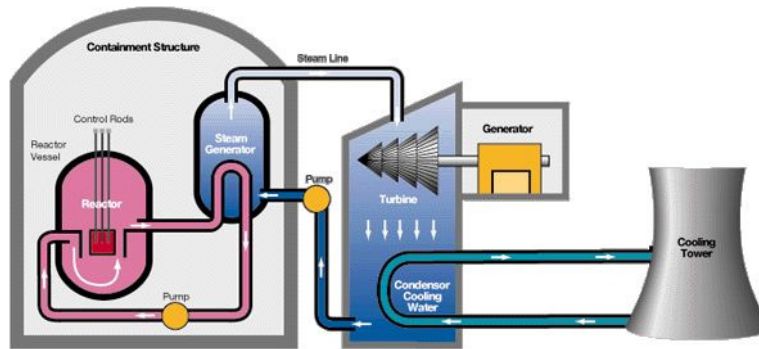 Containment Structure
Steam Line
Control Rods
Reactor
Vessel
Steam
Generator
Generator
Reactor
Pump
Turbine
Pump
Cooling
Tower
Condensor
Cooling
Water